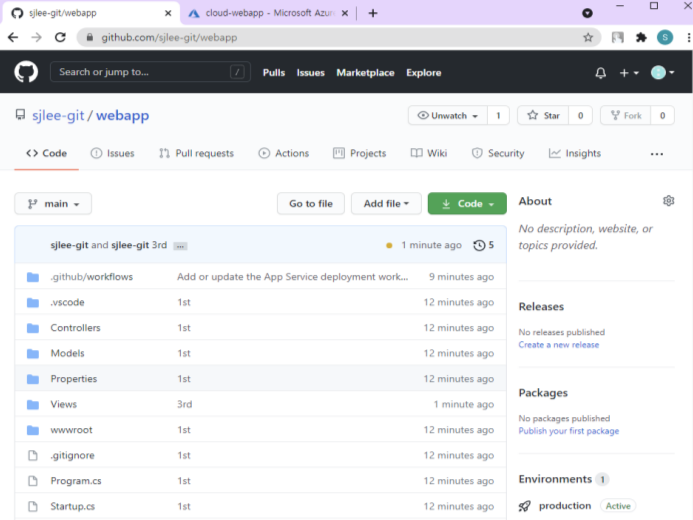 sjlee-git/webapp
cloud-webapp - Microsoft Azur
github.com/sjlee-git/webapp
S
Search or jump to...
/
Pulls Issues Marketplace Explore
sjlee-git / webapp
Unwatch 1
Star 0
Fork 0
Code Issues Pull requests Actions Projects Wiki Security Insights ...
main
Go to file
Add file
Code
About
No description, website, or
topics provided.
sjlee-git and sjlee-git 3rd ... 1 minute ago 5
.github/workflows Add or update the App Service deployment work... 9 minutes ago
.vscode 1st 12 minutes ago
Controllers 1st 12 minutes ago
Models 1st 12 minutes ago
Properties 1st 12 minutes ago
Views 3rd 1 minute ago
wwwroot 1st 12 minutes ago
.gitignore 1st 12 minutes ago
Program.cs 1st 12 minutes ago
Startup.cs 1st 12 minutes ago
Releases
No releases published
Create a new release
Packages
No packages published
Publish your first package
Environments 1
production Active